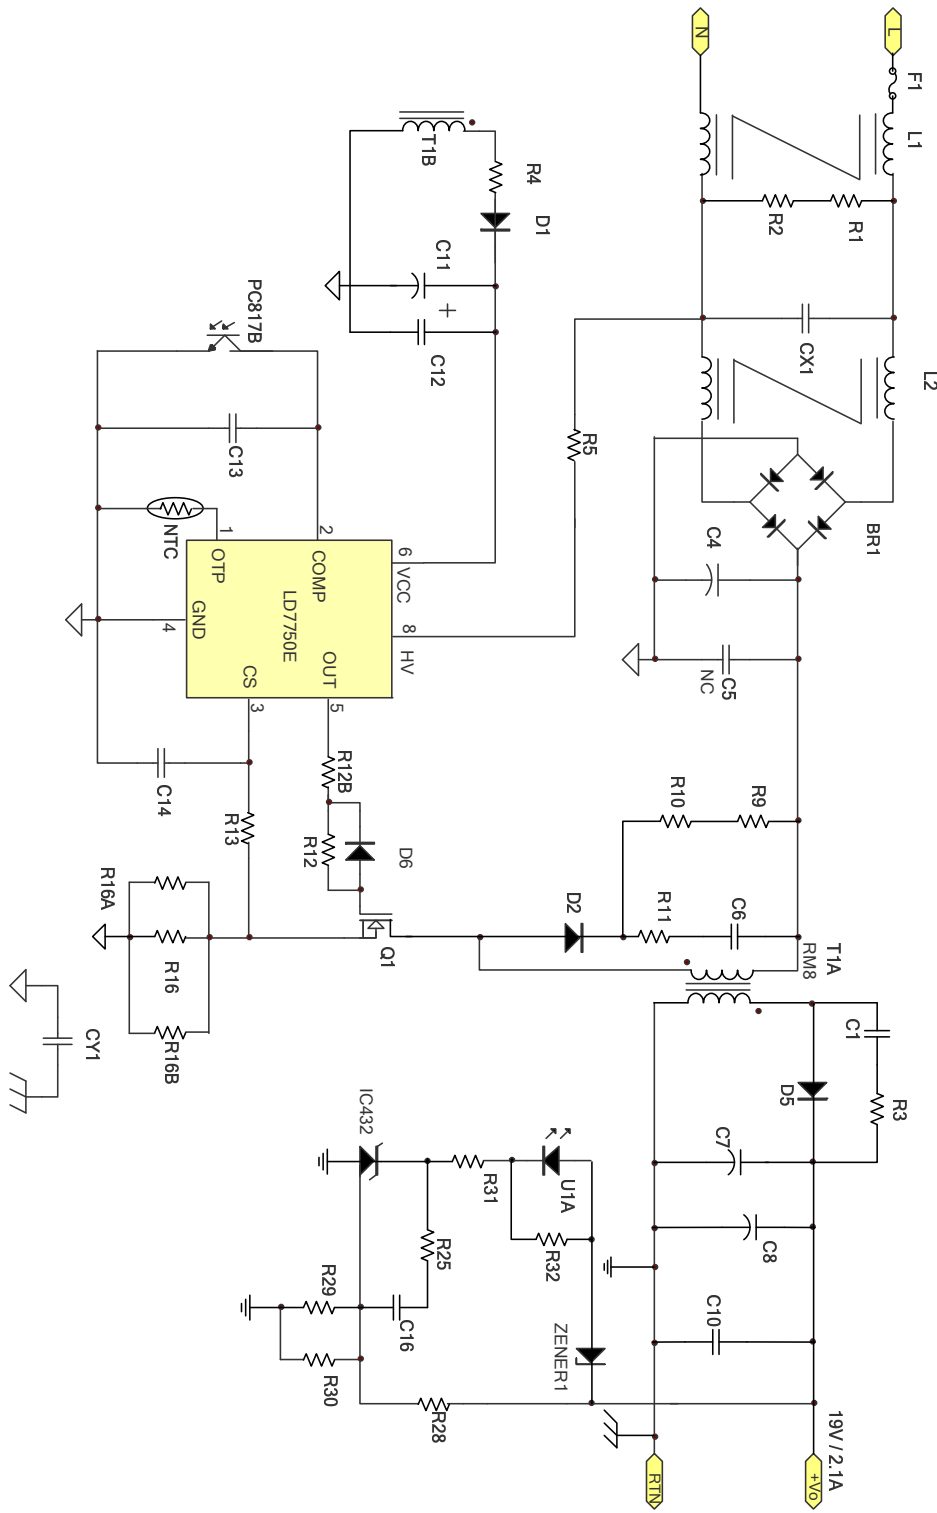 L
N
F1
L1
R1
R2
CX1
L2
BR1
T1B
R4
D1
C11
+
C12
PC817B
C13
NTC
R5
C4
C5
NC
1
OTP
2
COMP
6
VCC
8
HV
LD7750E
GND
4
CS
3
OUT
5
C14
R13
R12B
R12
D6
Q1
R10
R9
R11
C6
D2
T1A
RM8
R16A
R16
R16B
CY1
C1
R3
D5
C7
C8
C10
IC432
R31
U1A
R32
R25
C16
R29
R30
R28
ZENER1
19V / 2.1A
+Vo
RTN